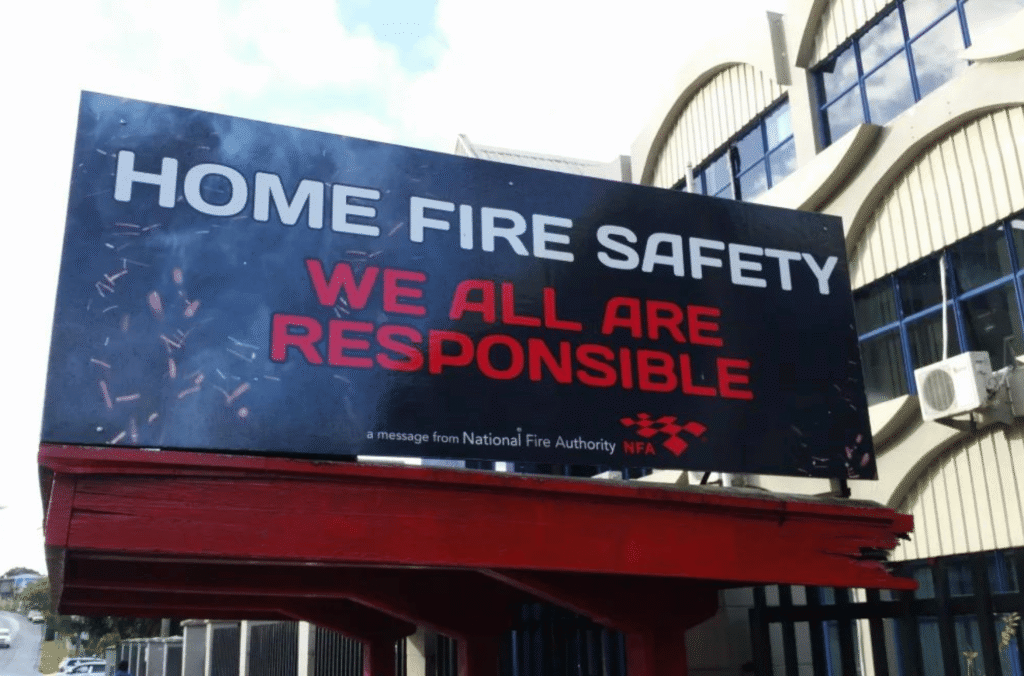 HOME FIRE SAFETY
WE ALL ARE
RESPONSIBLE
a message from National Fire Authority
NFA